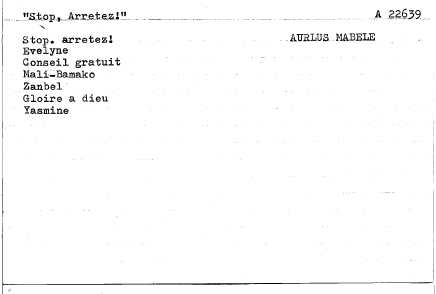 "Stop, Arretez!" A 22639
Stop. arretez! AURLUS MABELE
Evelyne
Conseil gratuit
Mali-Bamako
Zanbel
Gloire a dieu
Yasmine